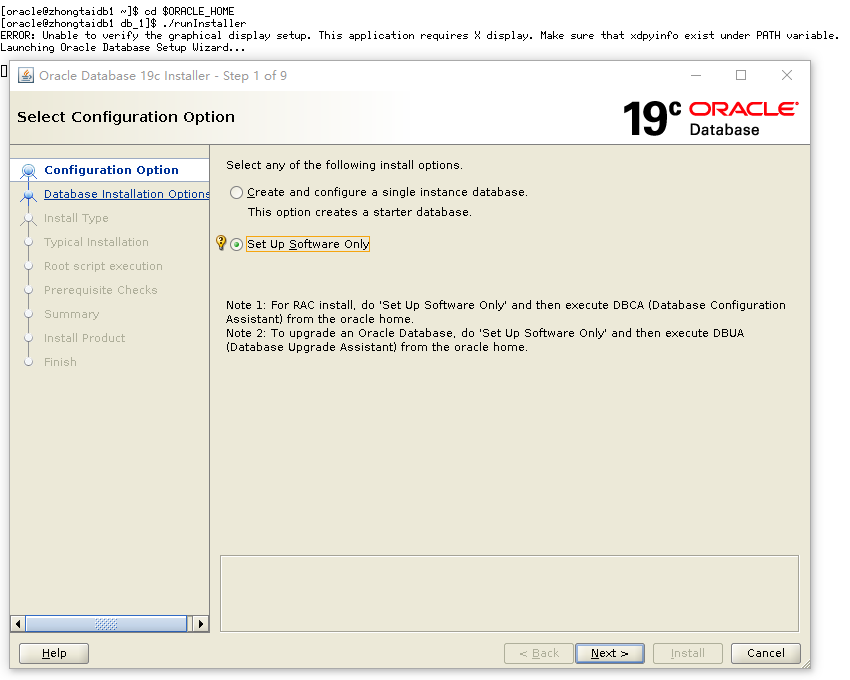 [oracle@zhongtaidb1 ~]$ cd $ORACLE_HOME
[oracle@zhongtaidb1 db_1]$ ./runInstaller
ERROR: Unable to verify the graphical display setup. This application requires X display. Make sure that xdpyinfo exist under PATH variable.
Launching Oracle Database Setup Wizard...
Oracle Database 19c Installer - Step 1 of 9
Select Configuration Option
19c ORACLE
Database
Configuration Option
Database Installation Options
Install Type
Typical Installation
Root script execution
Prerequisite Checks
Summary
Install Product
Finish
Select any of the following install options.
Create and configure a single instance database.
This option creates a starter database.
Set Up Software Only
Note 1: For RAC install, do 'Set Up Software Only' and then execute DBCA (Database Configuration
Assistant) from the oracle home.
Note 2: To upgrade an Oracle Database, do 'Set Up Software Only' and then execute DBUA
(Database Upgrade Assistant) from the oracle home.
Help
< Back
Next >
Install
Cancel